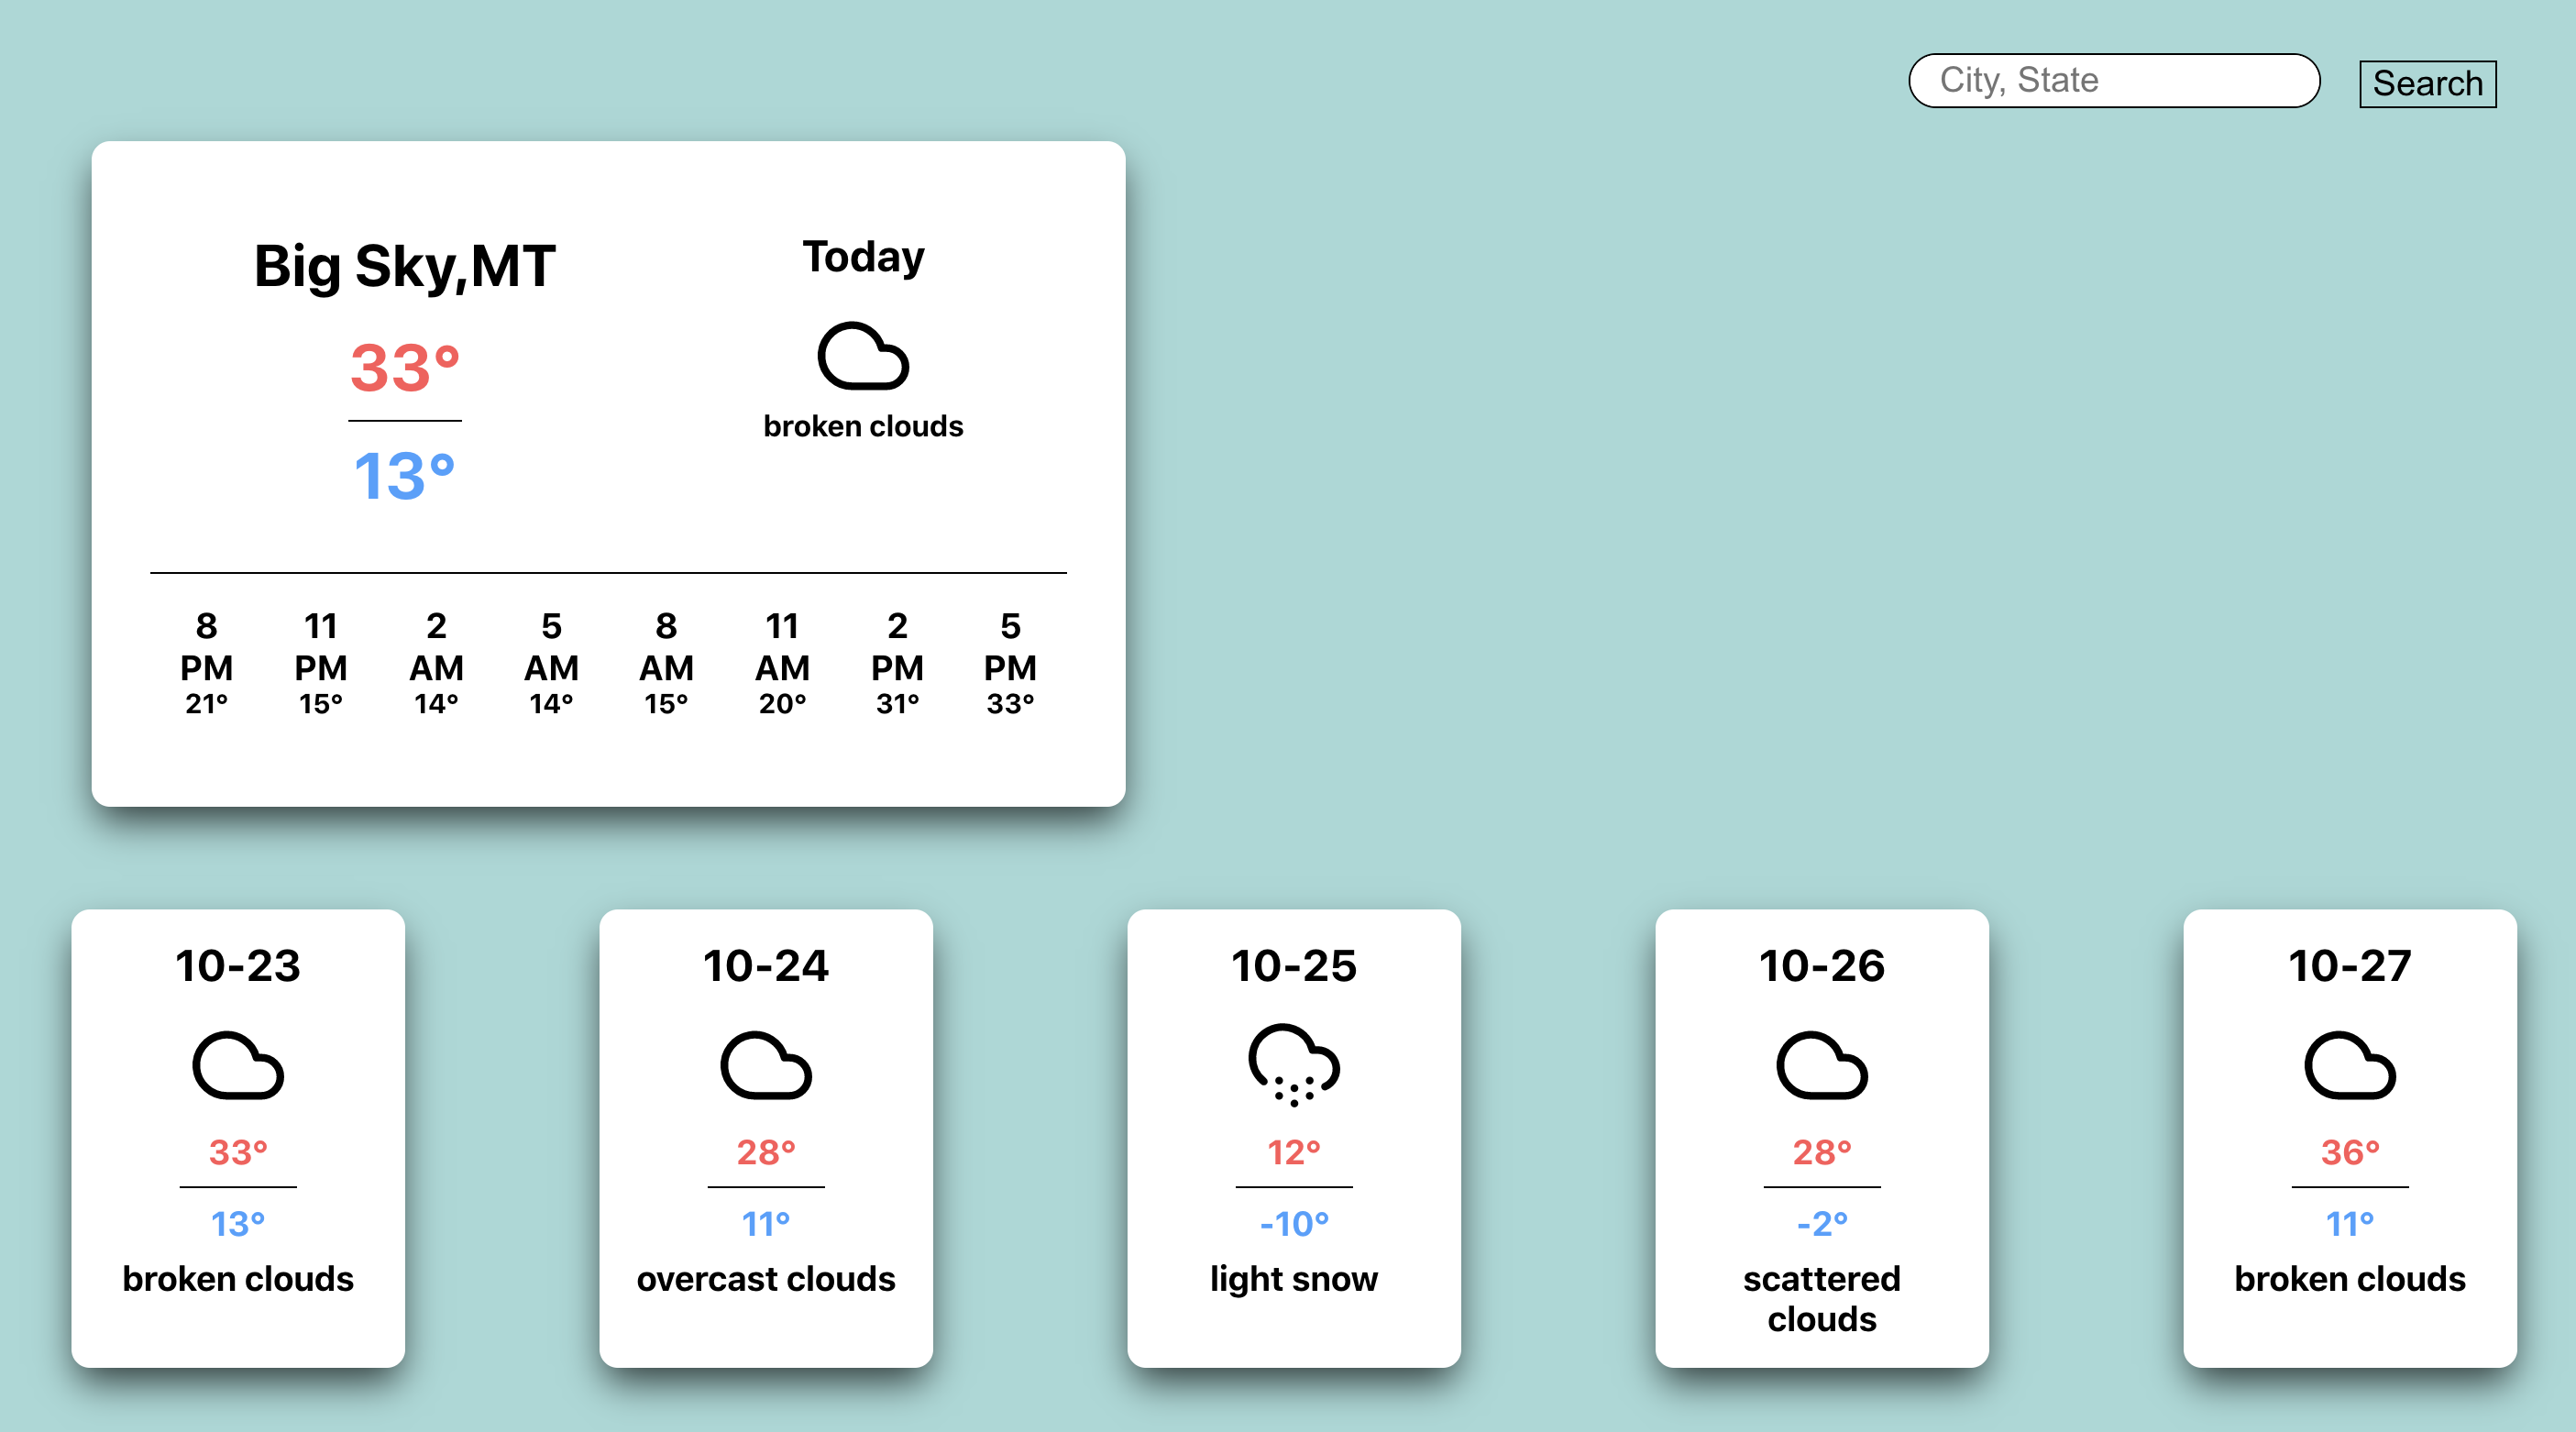 City, State
Search
Big Sky,MT
33°
13°
Today
broken clouds
8 PM 21°
11 PM 15°
2 AM 14°
5 AM 14°
8 AM 15°
11 AM 20°
2 PM 31°
5 PM 33°
10-23
33°
13°
broken clouds
10-24
28°
11°
overcast clouds
10-25
12°
-10°
light snow
10-26
28°
-2°
scattered
clouds
10-27
36°
11°
broken clouds